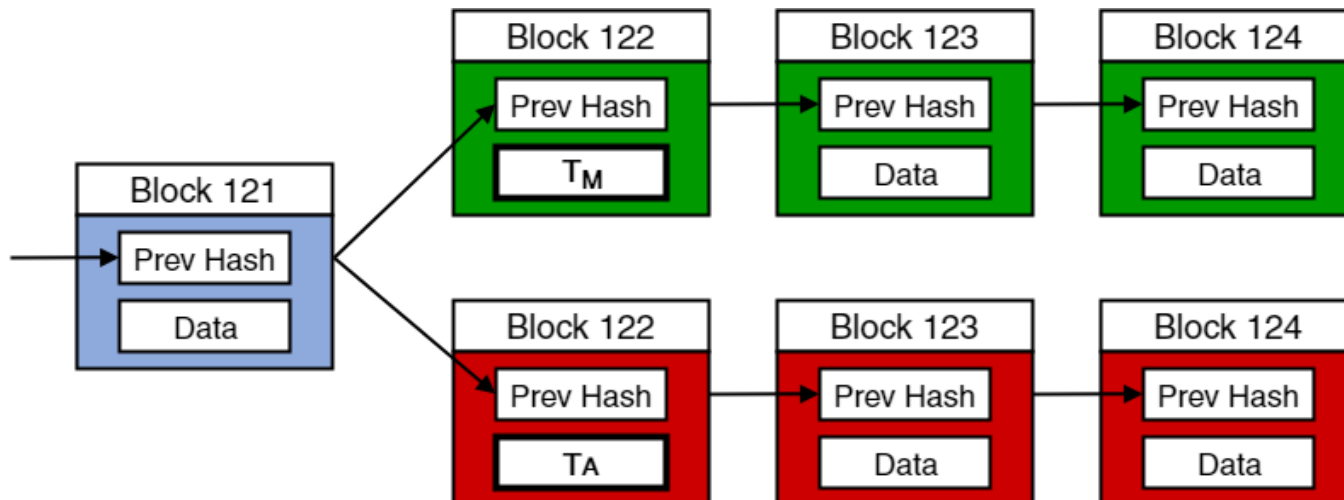 Block 121
Prev Hash
Data
Block 122
Prev Hash
TM
Block 123
Prev Hash
Data
Block 124
Prev Hash
Data
Block 122
Prev Hash
TA
Block 123
Prev Hash
Data
Block 124
Prev Hash
Data